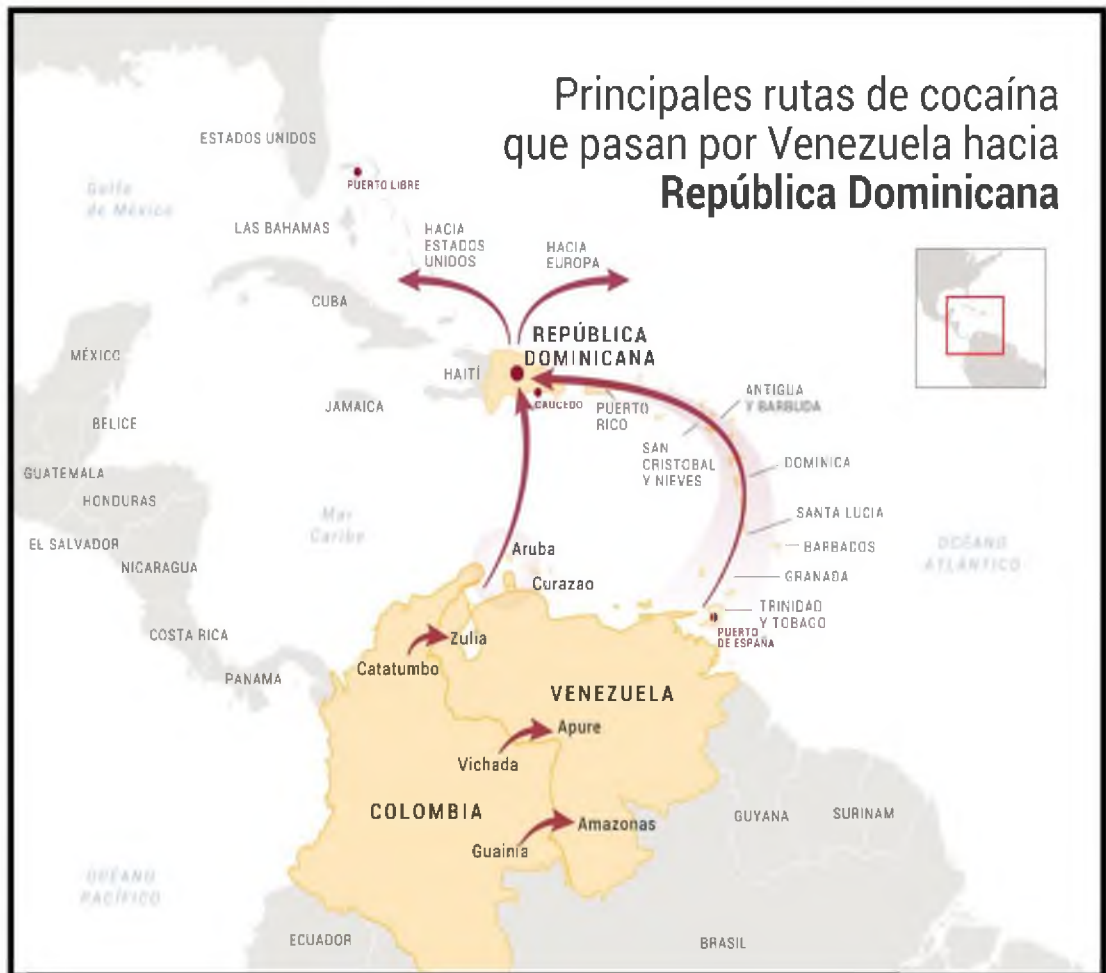 Principales rutas de cocaína
que pasan por Venezuela hacia
República Dominicana
ESTADOS UNIDOS
Golfo
de México
PUERTO LIBRE
LAS BAHAMAS
HACIA
ESTADOS
UNIDOS
HACIA
EUROPA
CUBA
REPÚBLICA
DOMINICANA
MÉXICO
HAITÍ
CAUCEDO
ANTIGUA
Y BARBUDA
JAMAICA
PUERTO
RICO
BELICE
SAN
CRISTOBAL
Y NIEVES
DOMINICA
GUATEMALA
HONDURAS
Mar
Caribe
SANTA LUCIA
EL SALVADOR
Aruba
BARBADOS
OCÉANO
ATLÁNTICO
NICARAGUA
Curazao
GRANADA
TRINIDAD
Y TOBAGO
COSTA RICA
Zulia
PUERTO
DE ESPAÑA
Catatumbo
PANAMA
VENEZUELA
Apure
Vichada
COLOMBIA
Amazonas
GUYANA
SURINAM
Guainia
OCÉANO
PACÍFICO
ECUADOR
BRASIL